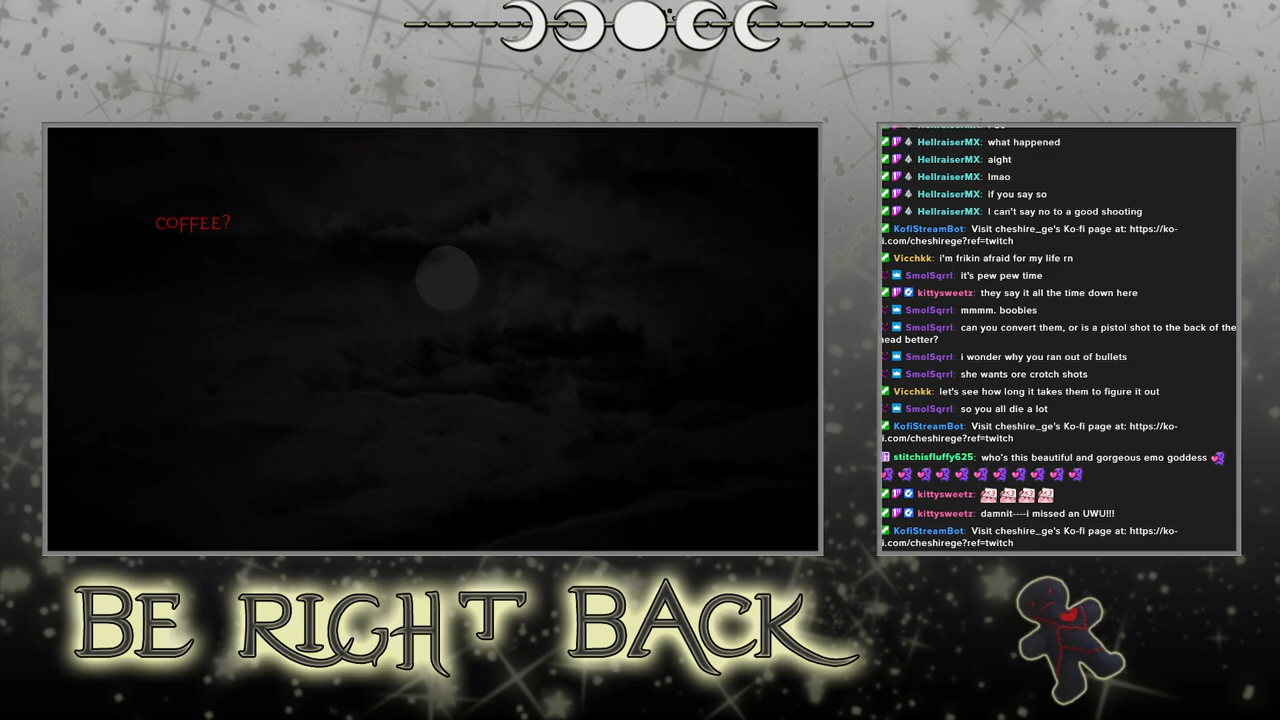 COFFEE?
HellraiserMX: what happened
HellraiserMX: aight
HellraiserMX: lmao
HellraiserMX: if you say so
HellraiserMX: I can't say no to a good shooting
KofiStreamBot: Visit cheshire_ge's Ko-fi page at: https://ko-
i.com/cheshirege?ref=twitch
Vicchkk: i'm frikin afraid for my life rn
SmolSqrrl: it's pew pew time
kittysweetz: they say it all the time down here
SmolSqrrl: mmmm. boobies
SmolSqrrl: can you convert them, or is a pistol shot to the back of the
head better?
SmolSqrrl: i wonder why you ran out of bullets
SmolSqrrl: she wants ore crotch shots
Vicchkk: let's see how long it takes them to figure it out
SmolSqrrl: so you all die a lot
KofiStreamBot: Visit cheshire_ge's Ko-fi page at: https://ko-
i.com/cheshirege?ref=twitch
stitchisfluffy625: who's this beautiful and gorgeous emo goddess
kittysweetz:
kittysweetz: damnit----i missed an UWU!!!
KofiStreamBot: Visit cheshire_ge's Ko-fi page at: https://ko-
i.com/cheshirege?ref=twitch
BE RIGHT BACK